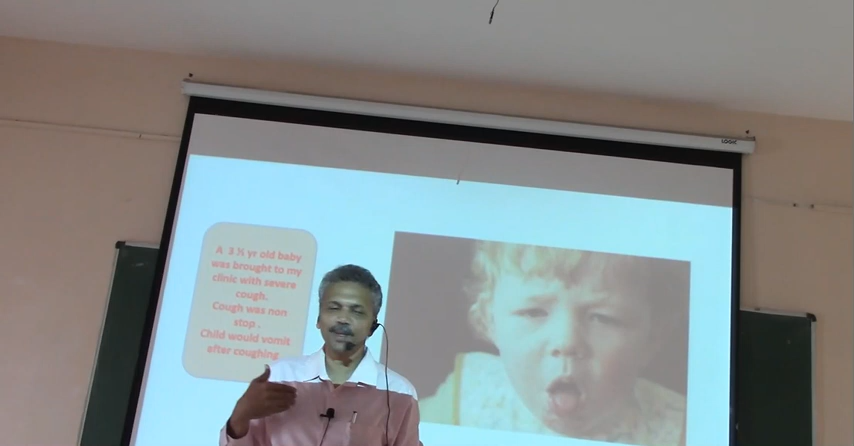 LOGIC
A 3 ½ yr old baby
was brought to my
clinic with severe
cough.
Cough was non
stop .
Child would vomit
after coughing